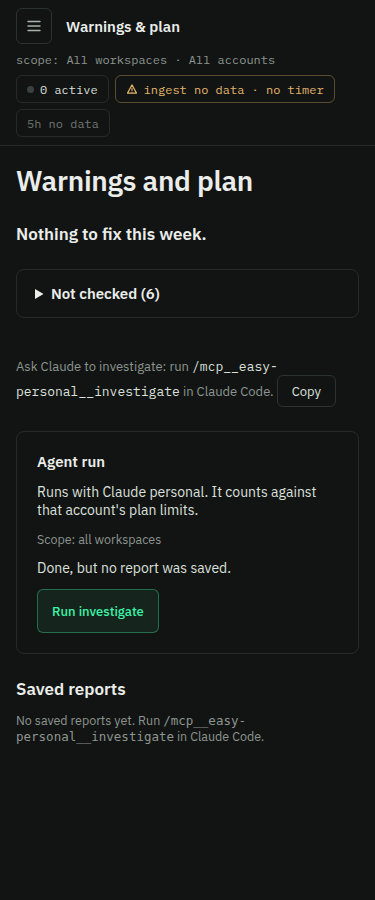 Warnings & plan
scope: All workspaces · All accounts
0 active
ingest no data · no timer
5h no data
Warnings and plan
Nothing to fix this week.
Not checked (6)
Ask Claude to investigate: run /mcp__easy-
personal__investigate in Claude Code. Copy
Agent run
Runs with Claude personal. It counts against
that account's plan limits.
Scope: all workspaces
Done, but no report was saved.
Run investigate
Saved reports
No saved reports yet. Run /mcp__easy-
personal__investigate in Claude Code.